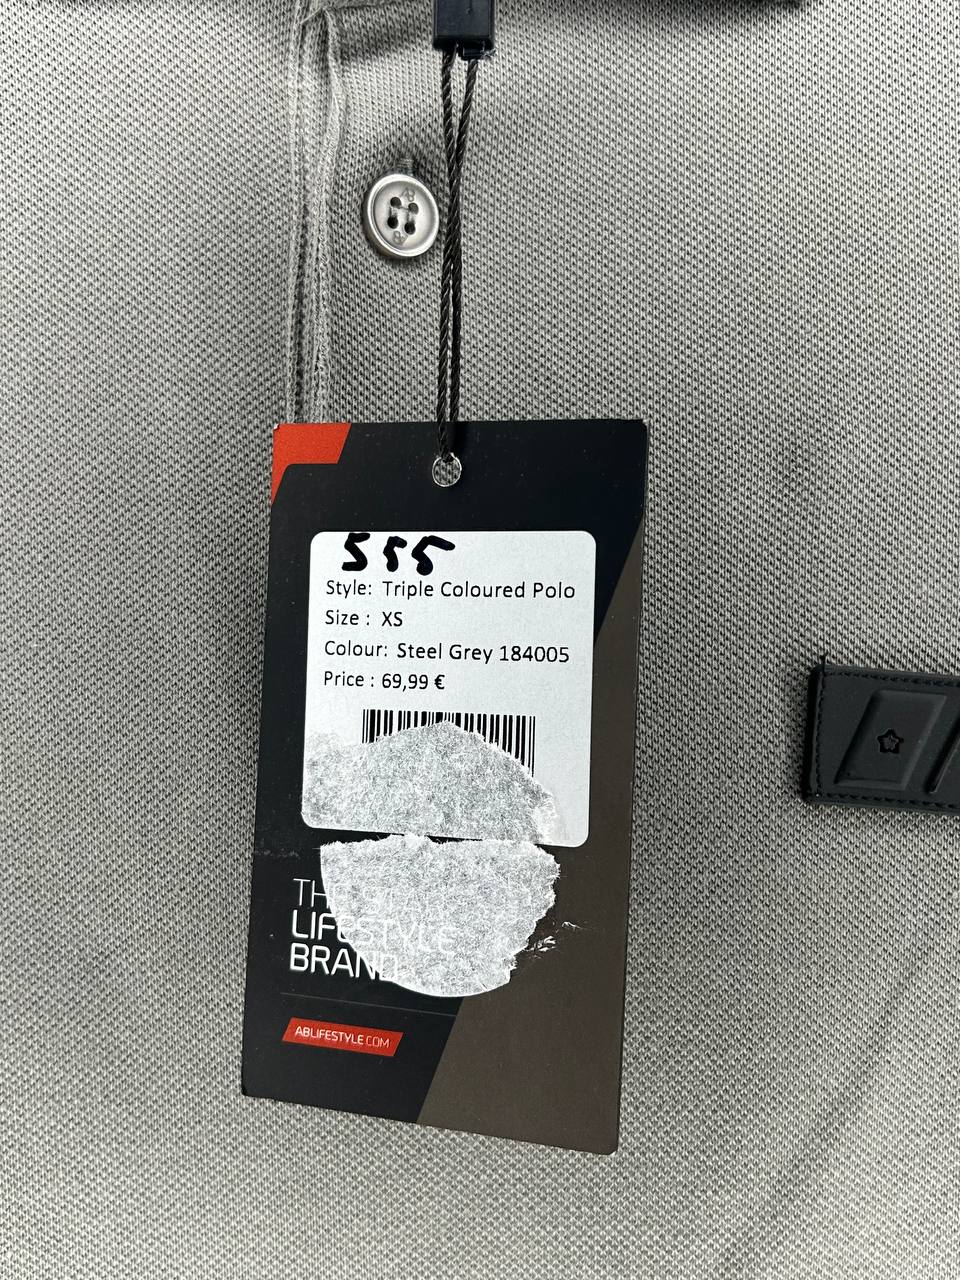 555
Style: Triple Coloured Polo
Size : XS
Colour: Steel Grey 184005
Price : 69,99 €
LIFESTYLE
BRAND
ABLIFESTYLE.COM